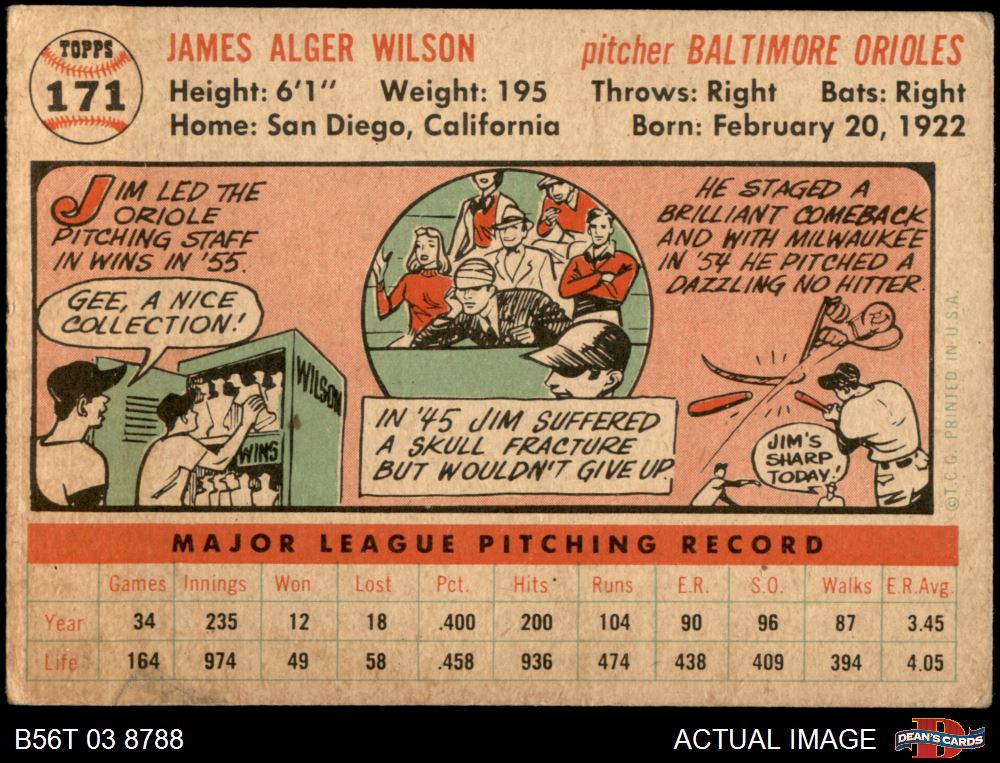 TOPPS
171
JAMES ALGER WILSON
pitcher BALTIMORE ORIOLES
Height: 6'1" Weight: 195 Throws: Right Bats: Right
Home: San Diego, California Born: February 20, 1922
JIM LED THE
ORIOLE
PITCHING STAFF
IN WINS IN '55.
GEE, A NICE
COLLECTION!
WILSON
WINS
IN '45 JIM SUFFERED
A SKULL FRACTURE
BUT WOULDN'T GIVE UP.
HE STAGED A
BRILLIANT COMEBACK
AND WITH MILWAUKEE
IN '54 HE PITCHED A
DAZZLING NO HITTER.
JIM'S
SHARP
TODAY!
©T.C.G. PRINTED IN U.S.A.
MAJOR LEAGUE PITCHING RECORD
Games Innings Won Lost Pct. Hits Runs E.R. S.O. Walks E.R.Avg.
Year 34 235 12 18 .400 200 104 90 96 87 3.45
Life 164 974 49 58 .458 936 474 438 409 394 4.05
B56T 03 8788
ACTUAL IMAGE
DEAN'S CARDS